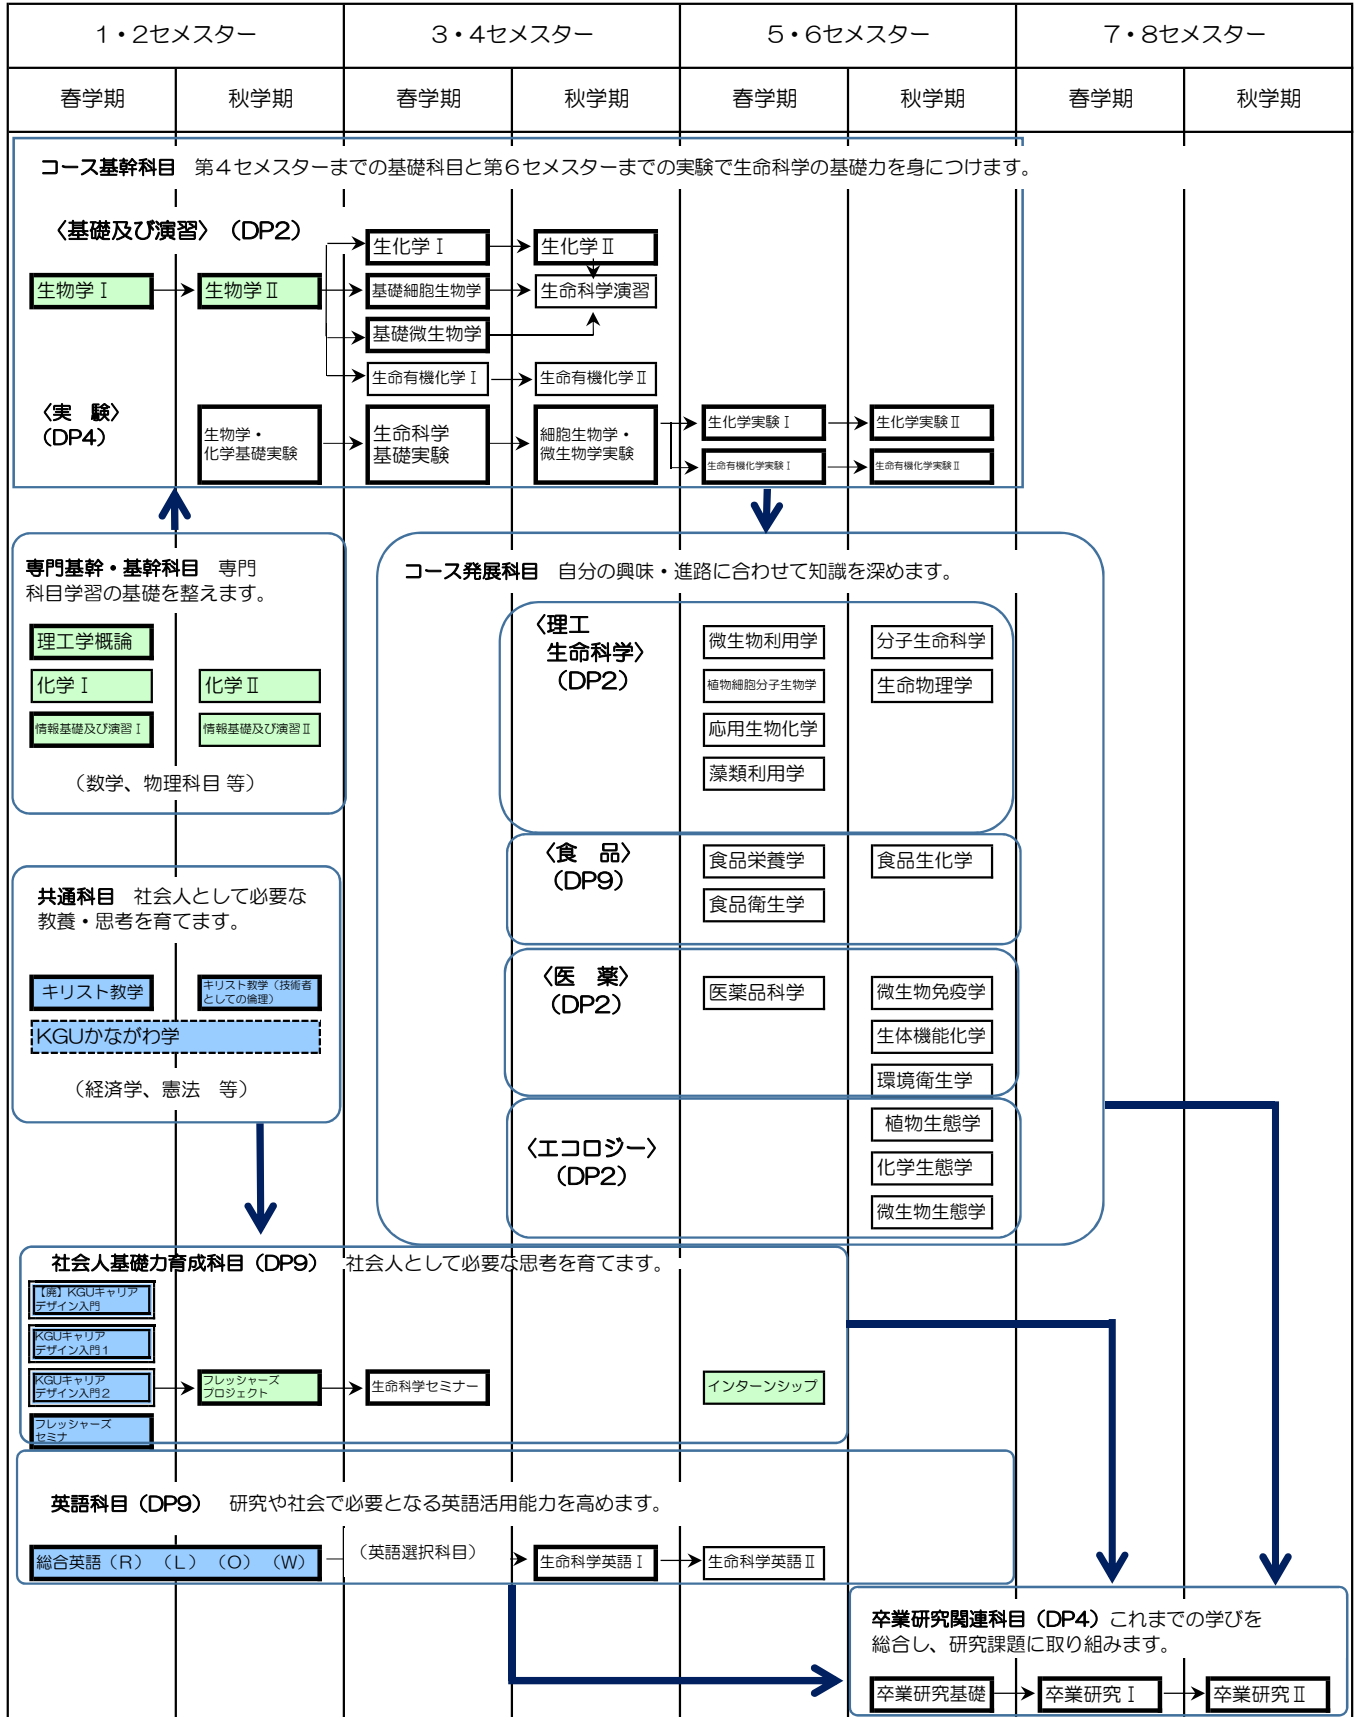 1・2セメスター
3・4セメスター
5・6セメスター
7・8セメスター
春学期
秋学期
春学期
秋学期
春学期
秋学期
春学期
秋学期
コース基幹科目　第4セメスターまでの基礎科目と第6セメスターまでの実験で生命科学の基礎力を身につけます。
〈基礎及び演習〉（DP2）
生化学Ⅰ
生化学Ⅱ
生物学Ⅰ
生物学Ⅱ
基礎細胞生物学
生命科学演習
基礎微生物学
生命有機化学Ⅰ
生命有機化学Ⅱ
〈実　験〉
（DP4）
生物学・
化学基礎実験
生命科学
基礎実験
細胞生物学・
微生物学実験
生化学実験Ⅰ
生化学実験Ⅱ
生命有機化学実験Ⅰ
生命有機化学実験Ⅱ
専門基幹・基幹科目　専門
科目学習の基礎を整えます。
理工学概論
化学Ⅰ
化学Ⅱ
情報基礎及び演習Ⅰ
情報基礎及び演習Ⅱ
（数学、物理科目 等）
コース発展科目　自分の興味・進路に合わせて知識を深めます。
〈理工
生命科学〉
（DP2）
微生物利用学
分子生命科学
植物細胞分子生物学
生命物理学
応用生物化学
藻類利用学
〈食　品〉
（DP9）
食品栄養学
食品生化学
食品衛生学
〈医　薬〉
（DP2）
医薬品科学
微生物免疫学
生体機能化学
環境衛生学
〈エコロジー〉
（DP2）
植物生態学
化学生態学
微生物生態学
共通科目　社会人として必要な
教養・思考を育てます。
キリスト教学
キリスト教学（技術者
としての倫理）
KGUかながわ学
（経済学、憲法　等）
社会人基礎力育成科目（DP9）　社会人として必要な思考を育てます。
【廃】KGUキャリア
デザイン入門
KGUキャリア
デザイン入門1
KGUキャリア
デザイン入門2
フレッシャーズ
プロジェクト
生命科学セミナー
インターンシップ
フレッシャーズ
セミナ
英語科目（DP9）　研究や社会で必要となる英語活用能力を高めます。
総合英語（R）（L）（O）（W）
（英語選択科目）
生命科学英語Ⅰ
生命科学英語Ⅱ
卒業研究関連科目（DP4）これまでの学びを
総合し、研究課題に取り組みます。
卒業研究基礎
卒業研究Ⅰ
卒業研究Ⅱ